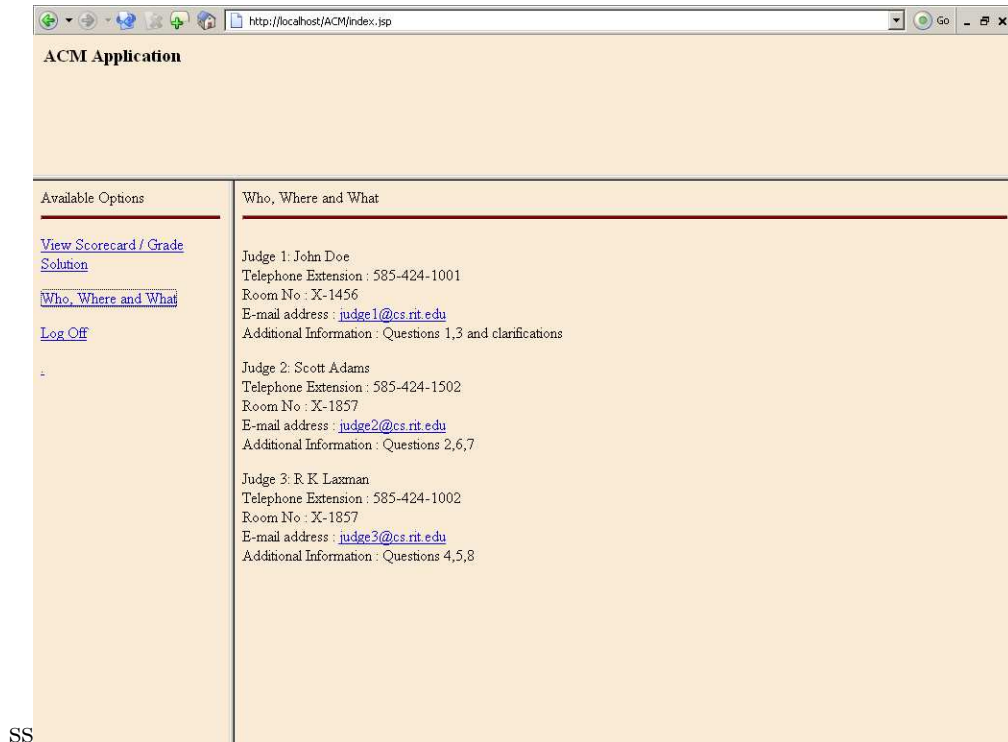 http://localhost/ACM/index.jsp
Go
ACM Application
Available Options
View Scorecard / Grade
Solution
Who, Where and What
Log Off
.
Who, Where and What
Judge 1: John Doe
Telephone Extension : 585-424-1001
Room No : X-1456
E-mail address : judge1@cs.rit.edu
Additional Information : Questions 1,3 and clarifications
Judge 2: Scott Adams
Telephone Extension : 585-424-1502
Room No : X-1857
E-mail address : judge2@cs.rit.edu
Additional Information : Questions 2,6,7
Judge 3: R K Laxman
Telephone Extension : 585-424-1002
Room No : X-1857
E-mail address : judge3@cs.rit.edu
Additional Information : Questions 4,5,8
SS